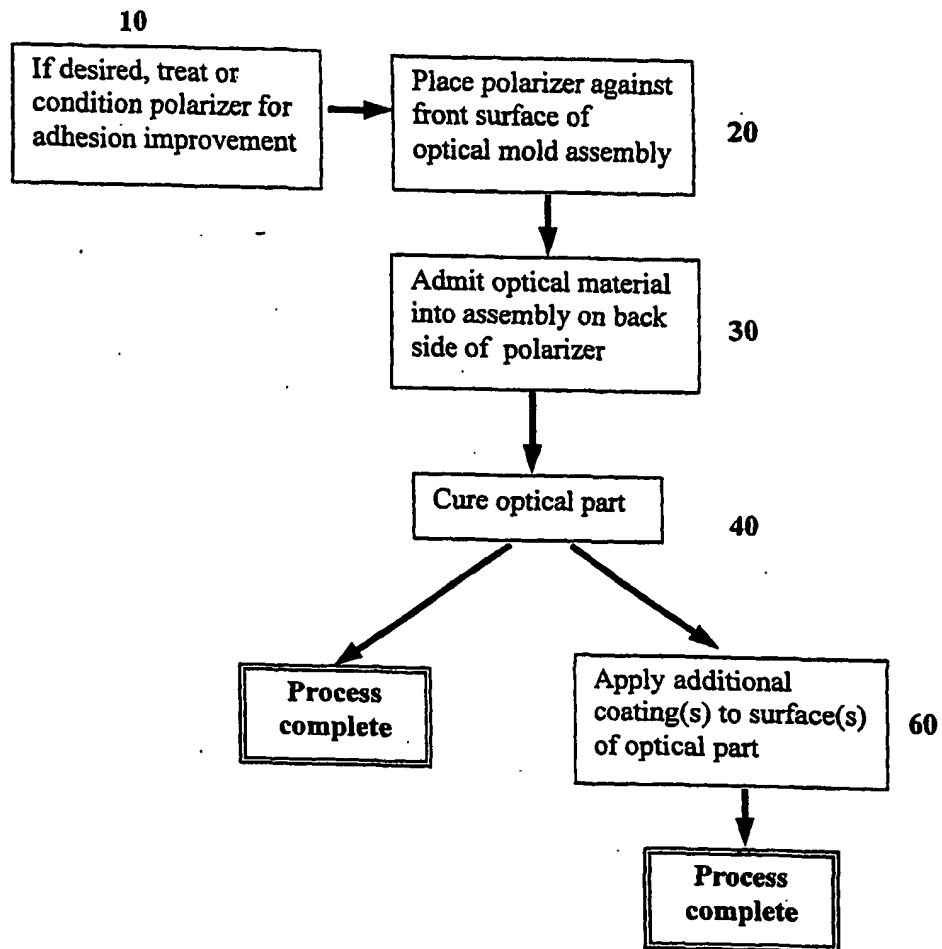 10
If desired, treat or
condition polarizer for
adhesion improvement
Place polarizer against
front surface of
optical mold assembly
20
Admit optical material
into assembly on back
side of polarizer
30
Cure optical part
40
Process
complete
Apply additional
coating(s) to surface(s)
of optical part
60
Process
complete